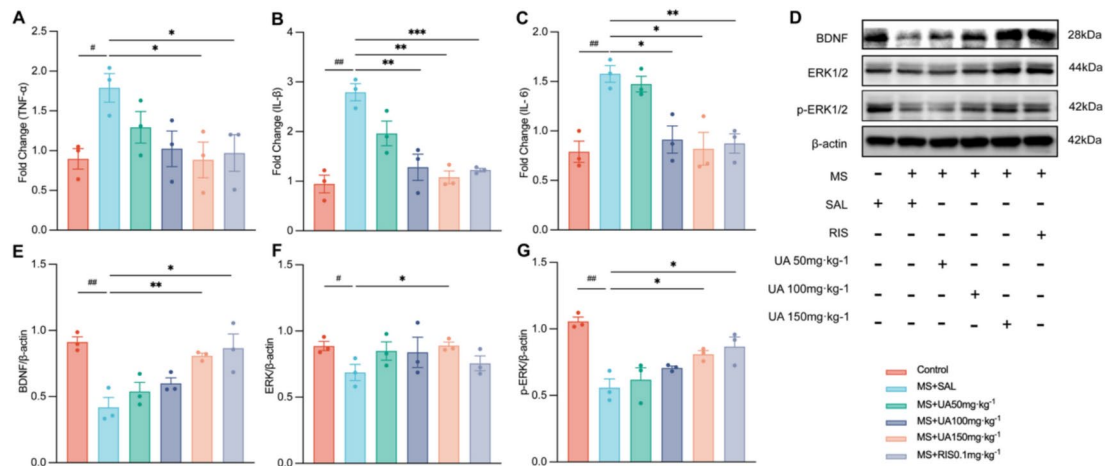 A
B
C
D
Fold Change (TNF-α)
2.5
2.0
1.5
1.0
0.5
0.0
#
*
*
Fold Change (IL-β)
4
3
2
1
0
##
**
**
***
Fold Change (IL- 6)
2.0
1.5
1.0
0.5
0.0
##
*
*
**
BDNF
28kDa
ERK1/2
44kDa
p-ERK1/2
42kDa
β-actin
42kDa
MS - + + + + +
SAL + + - - - -
RIS - - - - - +
UA 50mg·kg-1 - - + - - -
UA 100mg·kg-1 - - - + - -
UA 150mg·kg-1 - - - - + -
E
F
G
BDNF/β-actin
1.5
1.0
0.5
0.0
##
**
*
ERK/β-actin
1.5
1.0
0.5
0.0
#
*
p-ERK/β-actin
1.5
1.0
0.5
0.0
##
*
*
Control
MS+SAL
MS+UA50mg·kg⁻¹
MS+UA100mg·kg⁻¹
MS+UA150mg·kg⁻¹
MS+RIS0.1mg·kg⁻¹